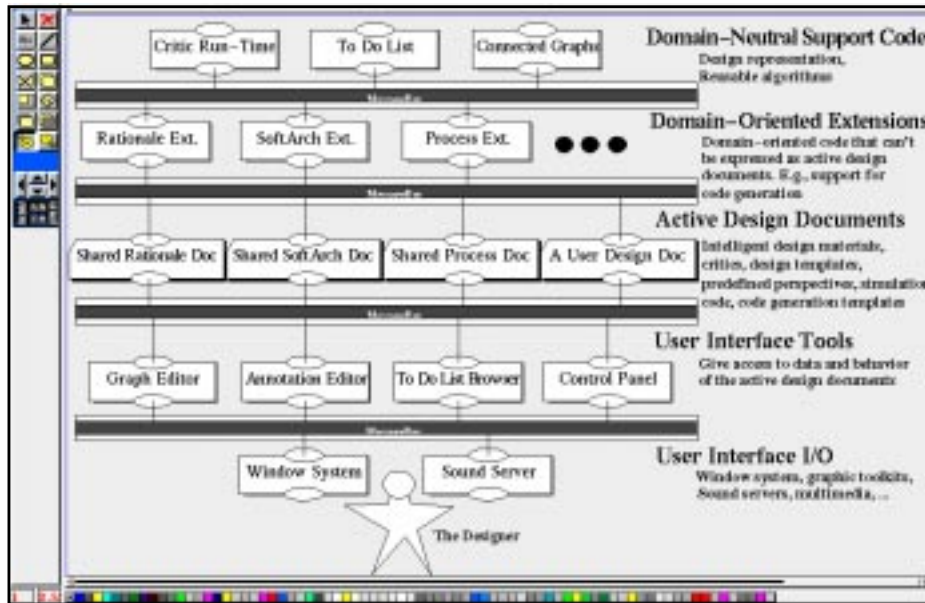 Critic Run-Time
To Do List
Connected Graphs
Domain-Neutral Support Code
Design representation,
Reusable algorithms
Rationale Ext.
SoftArch Ext.
Process Ext.
Domain-Oriented Extensions
Domain-oriented code that can't
be expressed as active design
documents. E.g., support for
code generation
Active Design Documents
Shared Rationale Doc
Shared SoftArch Doc
Shared Process Doc
A User Design Doc
Intelligent design materials,
critics, design templates,
predefined perspectives, simulation
code, code generation templates
User Interface Tools
Graph Editor
Annotation Editor
To Do List Browser
Control Panel
Give access to data and behavior
of the active design documents
User Interface I/O
Window System
Sound Server
Window system, graphic toolkits,
Sound servers, multimedia, ...
The Designer